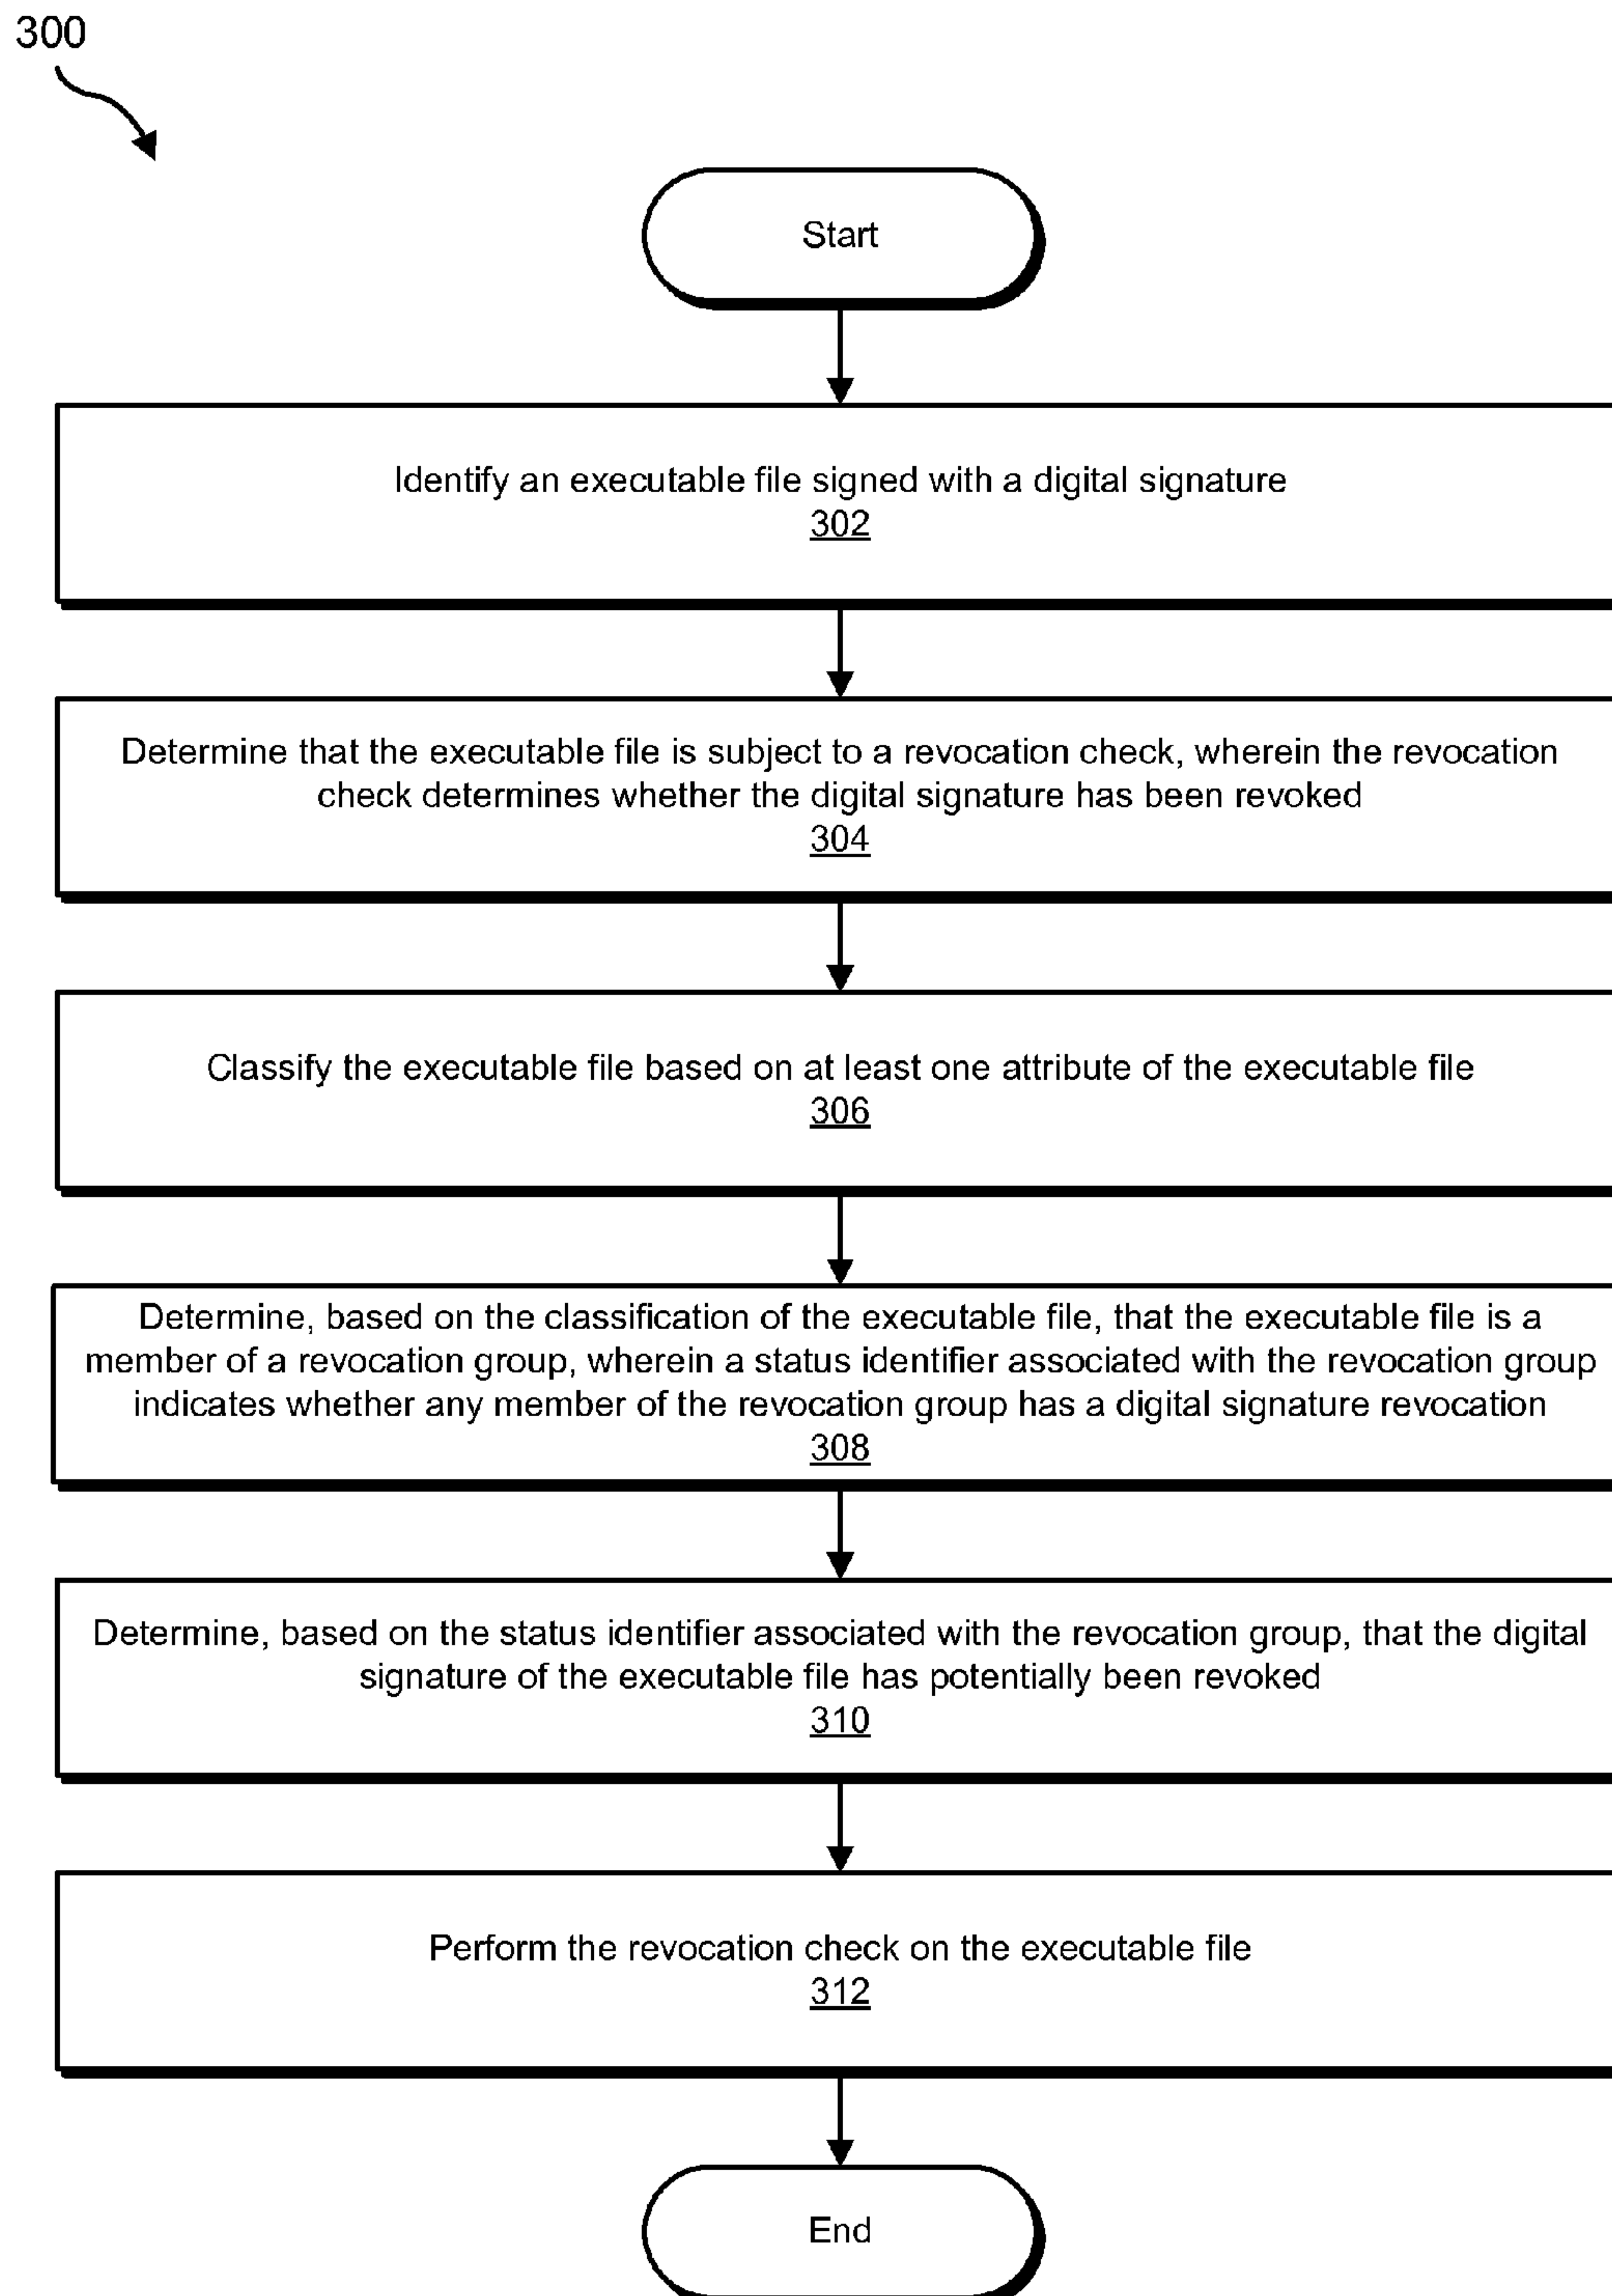 300
Start
Identify an executable file signed with a digital signature
302
Determine that the executable file is subject to a revocation check, wherein the revocation
check determines whether the digital signature has been revoked
304
Classify the executable file based on at least one attribute of the executable file
306
Determine, based on the classification of the executable file, that the executable file is a
member of a revocation group, wherein a status identifier associated with the revocation group
indicates whether any member of the revocation group has a digital signature revocation
308
Determine, based on the status identifier associated with the revocation group, that the digital
signature of the executable file has potentially been revoked
310
Perform the revocation check on the executable file
312
End